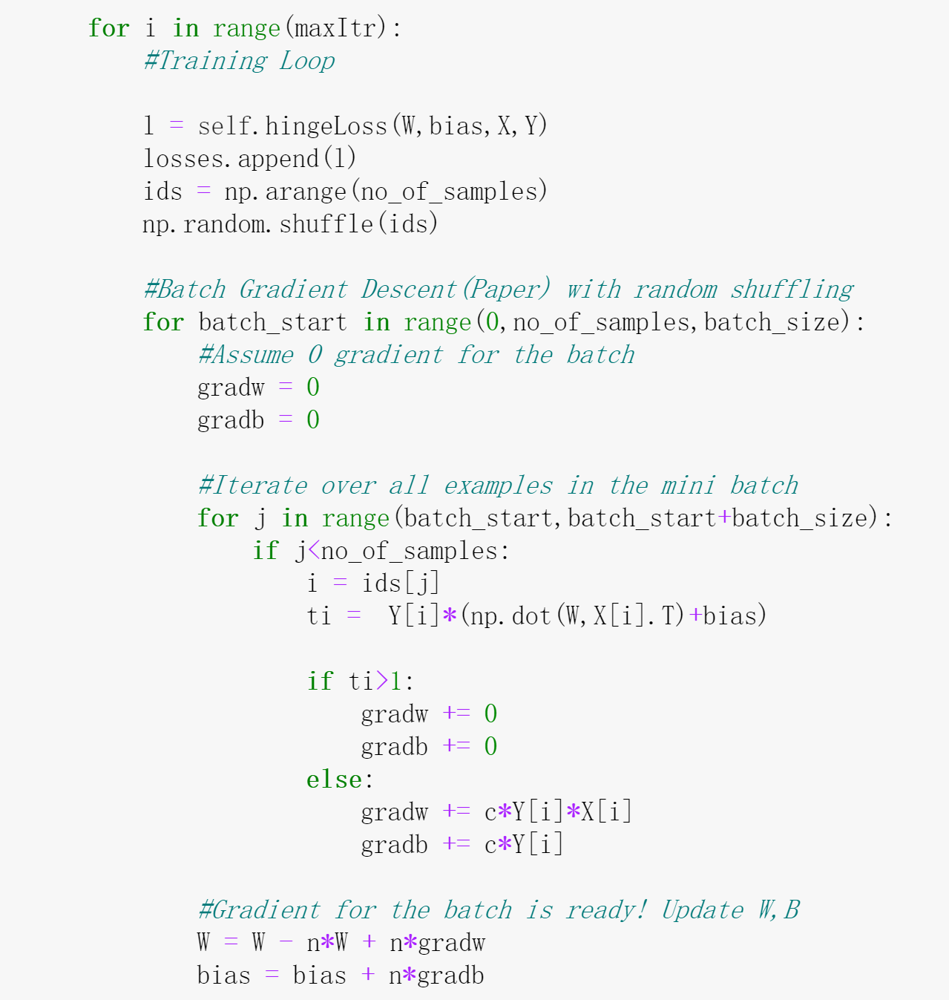 for i in range(maxItr):
    #Training Loop

    l = self.hingeLoss(W,bias,X,Y)
    losses.append(l)
    ids = np.arange(no_of_samples)
    np.random.shuffle(ids)

    #Batch Gradient Descent(Paper) with random shuffling
    for batch_start in range(0,no_of_samples,batch_size):
        #Assume 0 gradient for the batch
        gradw = 0
        gradb = 0

        #Iterate over all examples in the mini batch
        for j in range(batch_start,batch_start+batch_size):
            if j<no_of_samples:
                i = ids[j]
                ti =  Y[i]*(np.dot(W,X[i].T)+bias)

                if ti>1:
                    gradw += 0
                    gradb += 0
                else:
                    gradw += c*Y[i]*X[i]
                    gradb += c*Y[i]

        #Gradient for the batch is ready! Update W,B
        W = W - n*W + n*gradw
        bias = bias + n*gradb